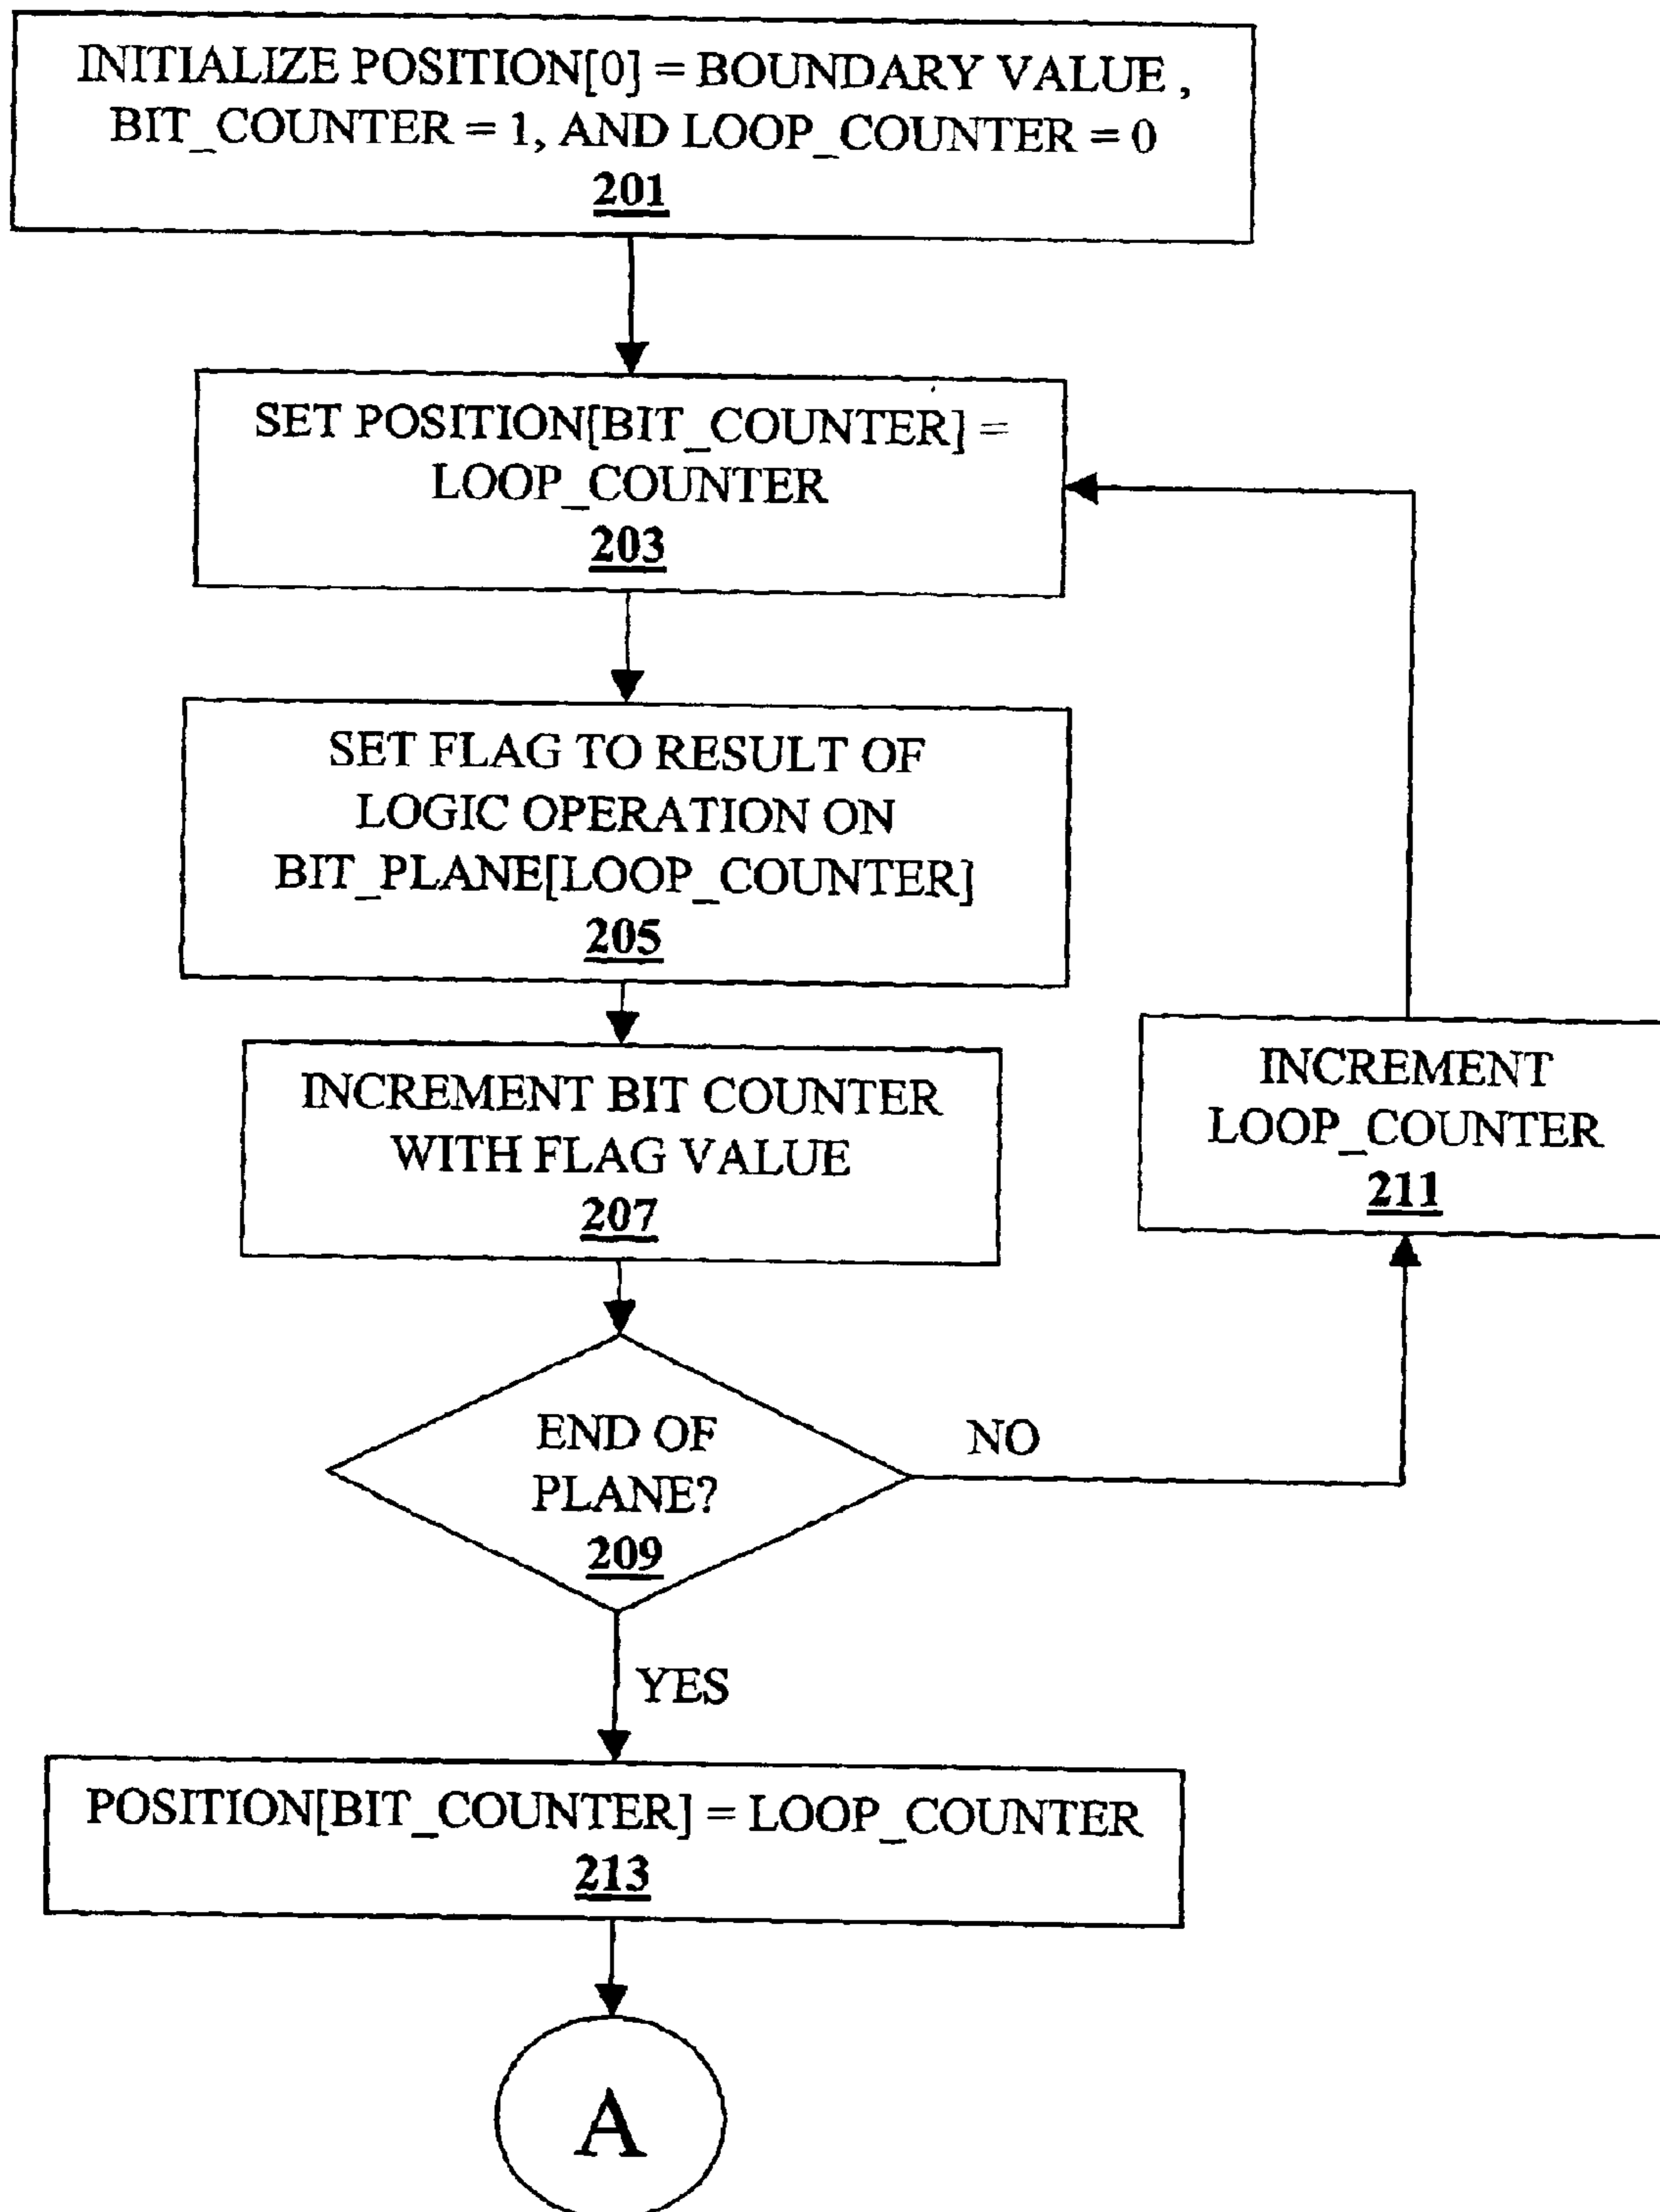 INITIALIZE POSITION[0] = BOUNDARY VALUE ,
BIT_COUNTER = 1, AND LOOP_COUNTER = 0
201
SET POSITION[BIT_COUNTER] =
LOOP_COUNTER
203
SET FLAG TO RESULT OF
LOGIC OPERATION ON
BIT_PLANE[LOOP_COUNTER]
205
INCREMENT BIT COUNTER
WITH FLAG VALUE
207
INCREMENT
LOOP_COUNTER
211
END OF
PLANE?
209
NO
YES
POSITION[BIT_COUNTER] = LOOP_COUNTER
213
A